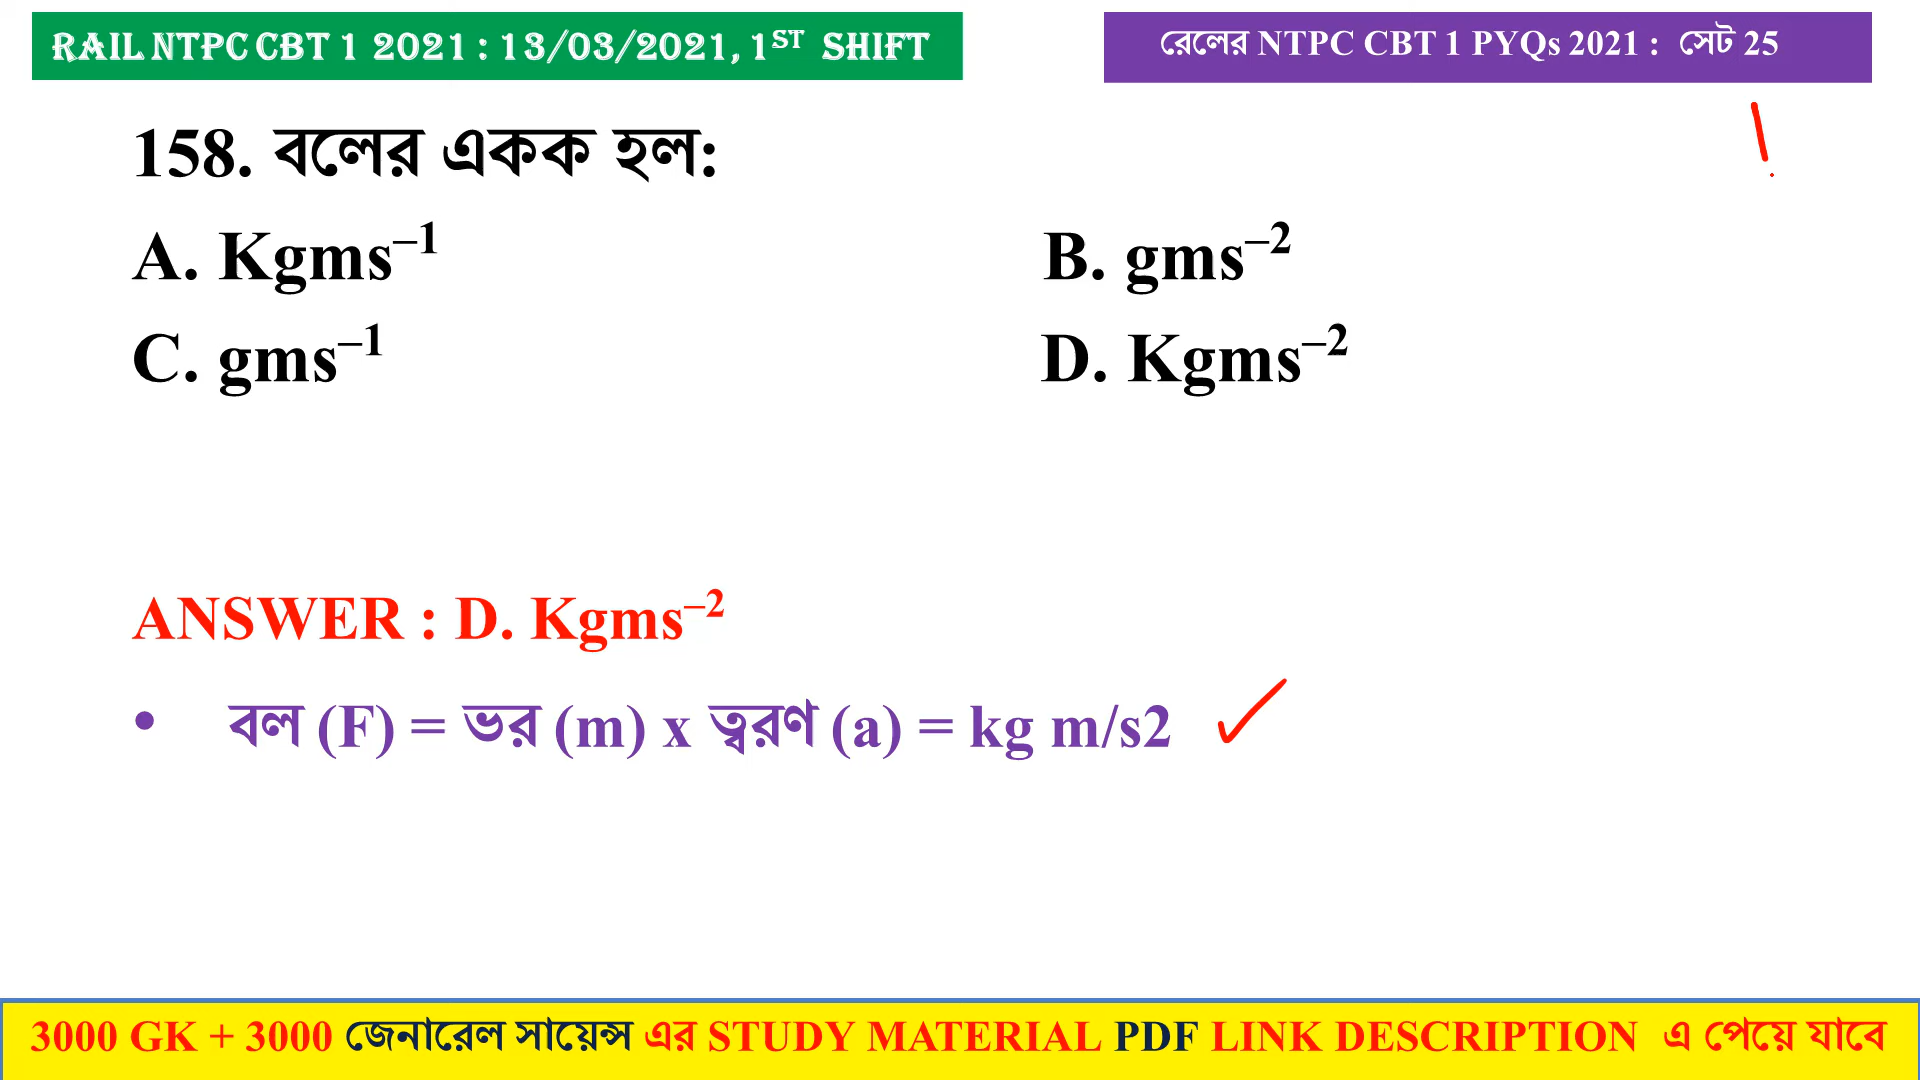 RAIL NTPC CBT 1 2021 : 13/03/2021, 1ST SHIFT
রেলের NTPC CBT 1 PYQs 2021 : সেট 25
158. বলের একক হল:
A. Kgms⁻¹
B. gms⁻²
C. gms⁻¹
D. Kgms⁻²
ANSWER : D. Kgms⁻²
• বল (F) = ভর (m) x ত্বরণ (a) = kg m/s2
3000 GK + 3000 জেনারেল সায়েন্স এর STUDY MATERIAL PDF LINK DESCRIPTION এ পেয়ে যাবে